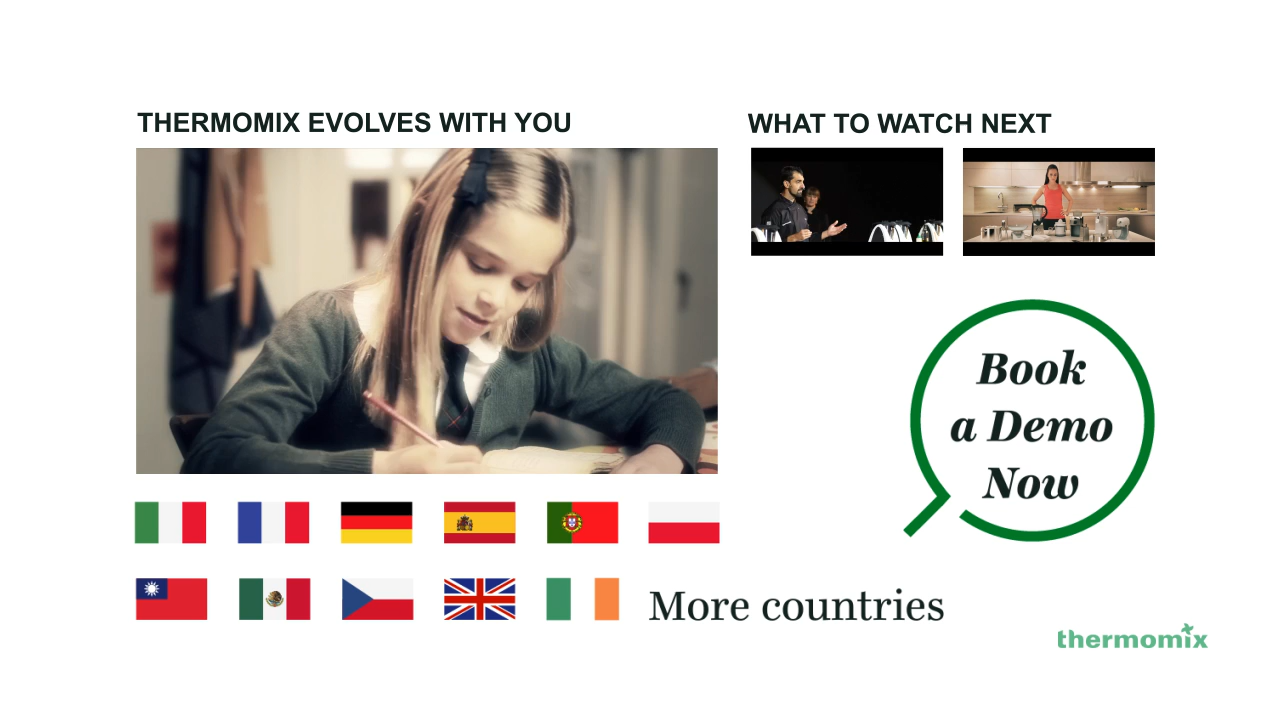 THERMOMIX EVOLVES WITH YOU
WHAT TO WATCH NEXT
Book
a Demo
Now
More countries
thermomix